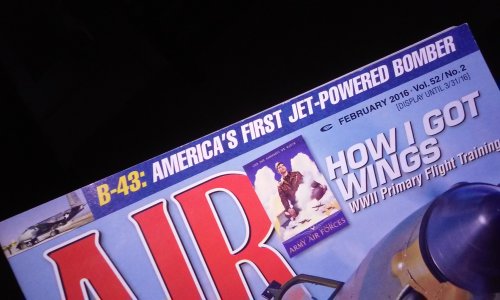 B-43: AMERICA'S FIRST JET-POWERED BOMBER
FEBRUARY 2016 · Vol. 52 / No. 2
[DISPLAY UNTIL 3/31/16]
AIR
HOW I GOT
WINGS
WWII Primary Flight Training
ARMY AIR FORCES